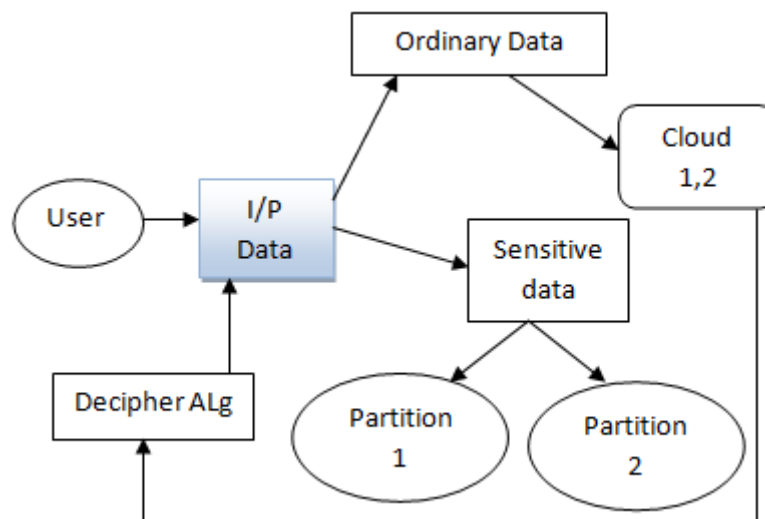 Ordinary Data
Cloud
1,2
User
I/P
Data
Sensitive
data
Decipher ALg
Partition
1
Partition
2